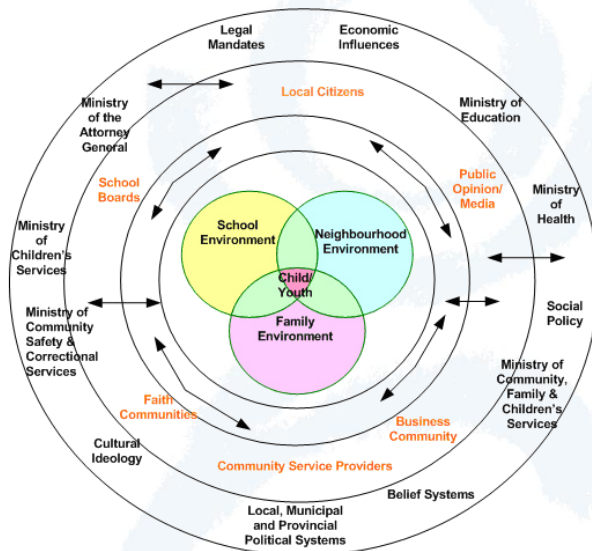 Legal
Mandates
Economic
Influences
Local Citizens
Ministry
of the
Attorney
General
Ministry of
Education
School
Boards
Public
Opinion/
Media
Ministry
of
Health
School
Environment
Neighbourhood
Environment
Ministry
of
Children's
Services
Child/
Youth
Family
Environment
Ministry of
Community
Safety &
Correctional
Services
Social
Policy
Ministry of
Community,
Family &
Children's
Services
Faith
Communities
Business
Community
Cultural
Ideology
Community Service Providers
Belief Systems
Local, Municipal
and Provincial
Political Systems